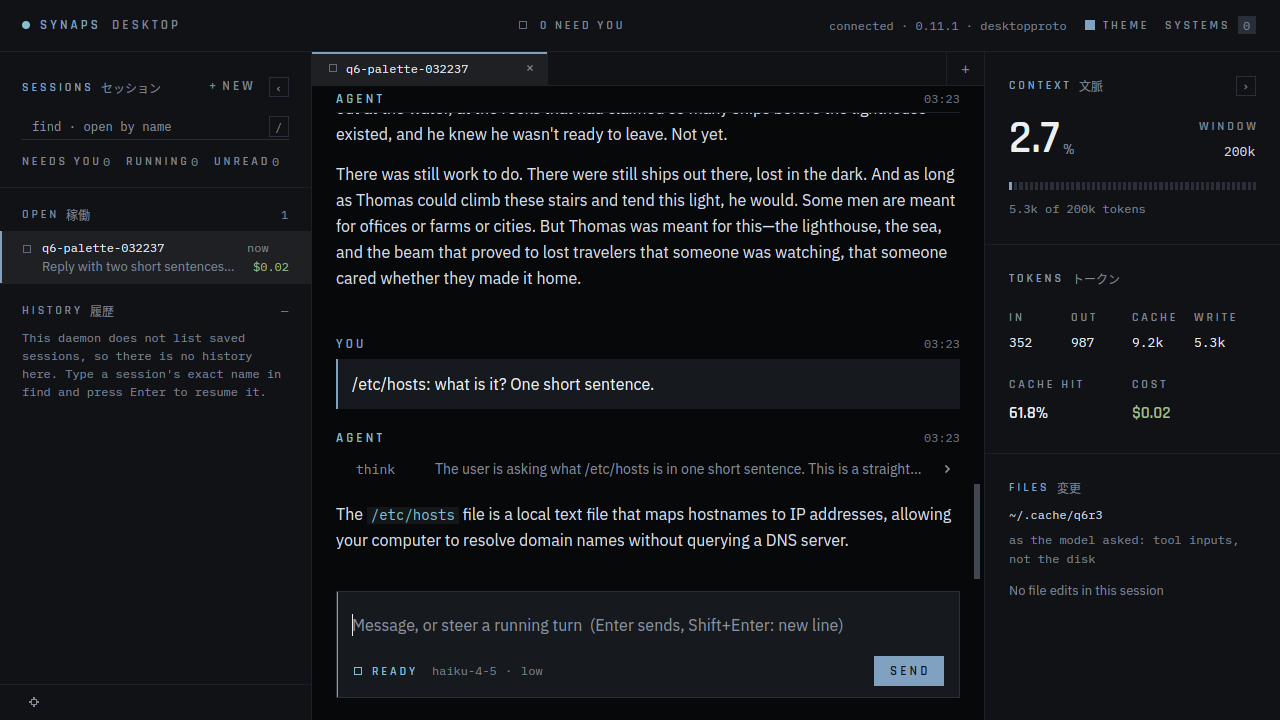 SYNAPS DESKTOP
0 NEED YOU
connected · 0.11.1 · desktopproto
THEME
SYSTEMS 0
SESSIONS セッション
+ NEW
‹
find · open by name
/
NEEDS YOU 0 RUNNING 0 UNREAD 0
OPEN 稼働 1
q6-palette-032237 now
Reply with two short sentences... $0.02
HISTORY 履歴 —
This daemon does not list saved
sessions, so there is no history
here. Type a session's exact name in
find and press Enter to resume it.
q6-palette-032237 ×
+
AGENT 03:23
existed, and he knew he wasn't ready to leave. Not yet.
There was still work to do. There were still ships out there, lost in the dark. And as long
as Thomas could climb these stairs and tend this light, he would. Some men are meant
for offices or farms or cities. But Thomas was meant for this—the lighthouse, the sea,
and the beam that proved to lost travelers that someone was watching, that someone
cared whether they made it home.
YOU 03:23
/etc/hosts: what is it? One short sentence.
AGENT 03:23
think The user is asking what /etc/hosts is in one short sentence. This is a straight... ›
The /etc/hosts file is a local text file that maps hostnames to IP addresses, allowing
your computer to resolve domain names without querying a DNS server.
Message, or steer a running turn (Enter sends, Shift+Enter: new line)
READY haiku-4-5 · low
SEND
CONTEXT 文脈
›
2.7 %
WINDOW
200k
5.3k of 200k tokens
TOKENS トークン
IN OUT CACHE WRITE
352 987 9.2k 5.3k
CACHE HIT COST
61.8% $0.02
FILES 変更
~/.cache/q6r3
as the model asked: tool inputs,
not the disk
No file edits in this session